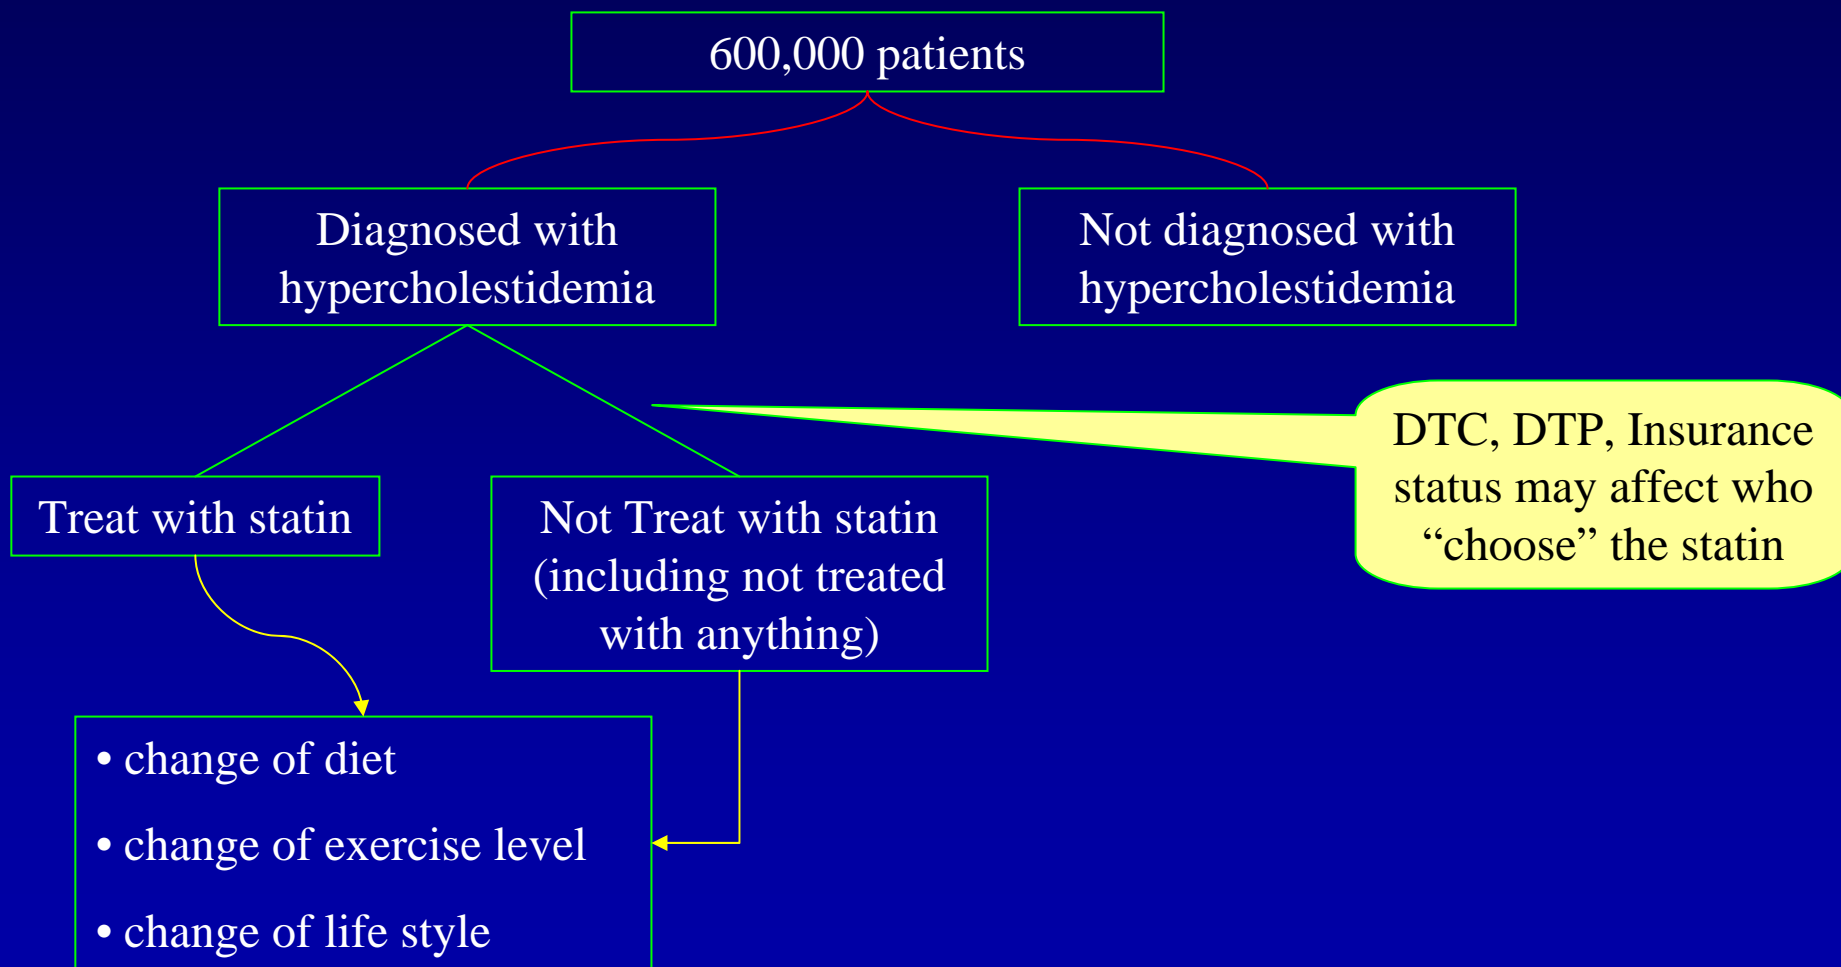 600,000 patients
Diagnosed with
hypercholestidemia
Not diagnosed with
hypercholestidemia
DTC, DTP, Insurance
status may affect who
“choose” the statin
Treat with statin
Not Treat with statin
(including not treated
with anything)
• change of diet
• change of exercise level
• change of life style